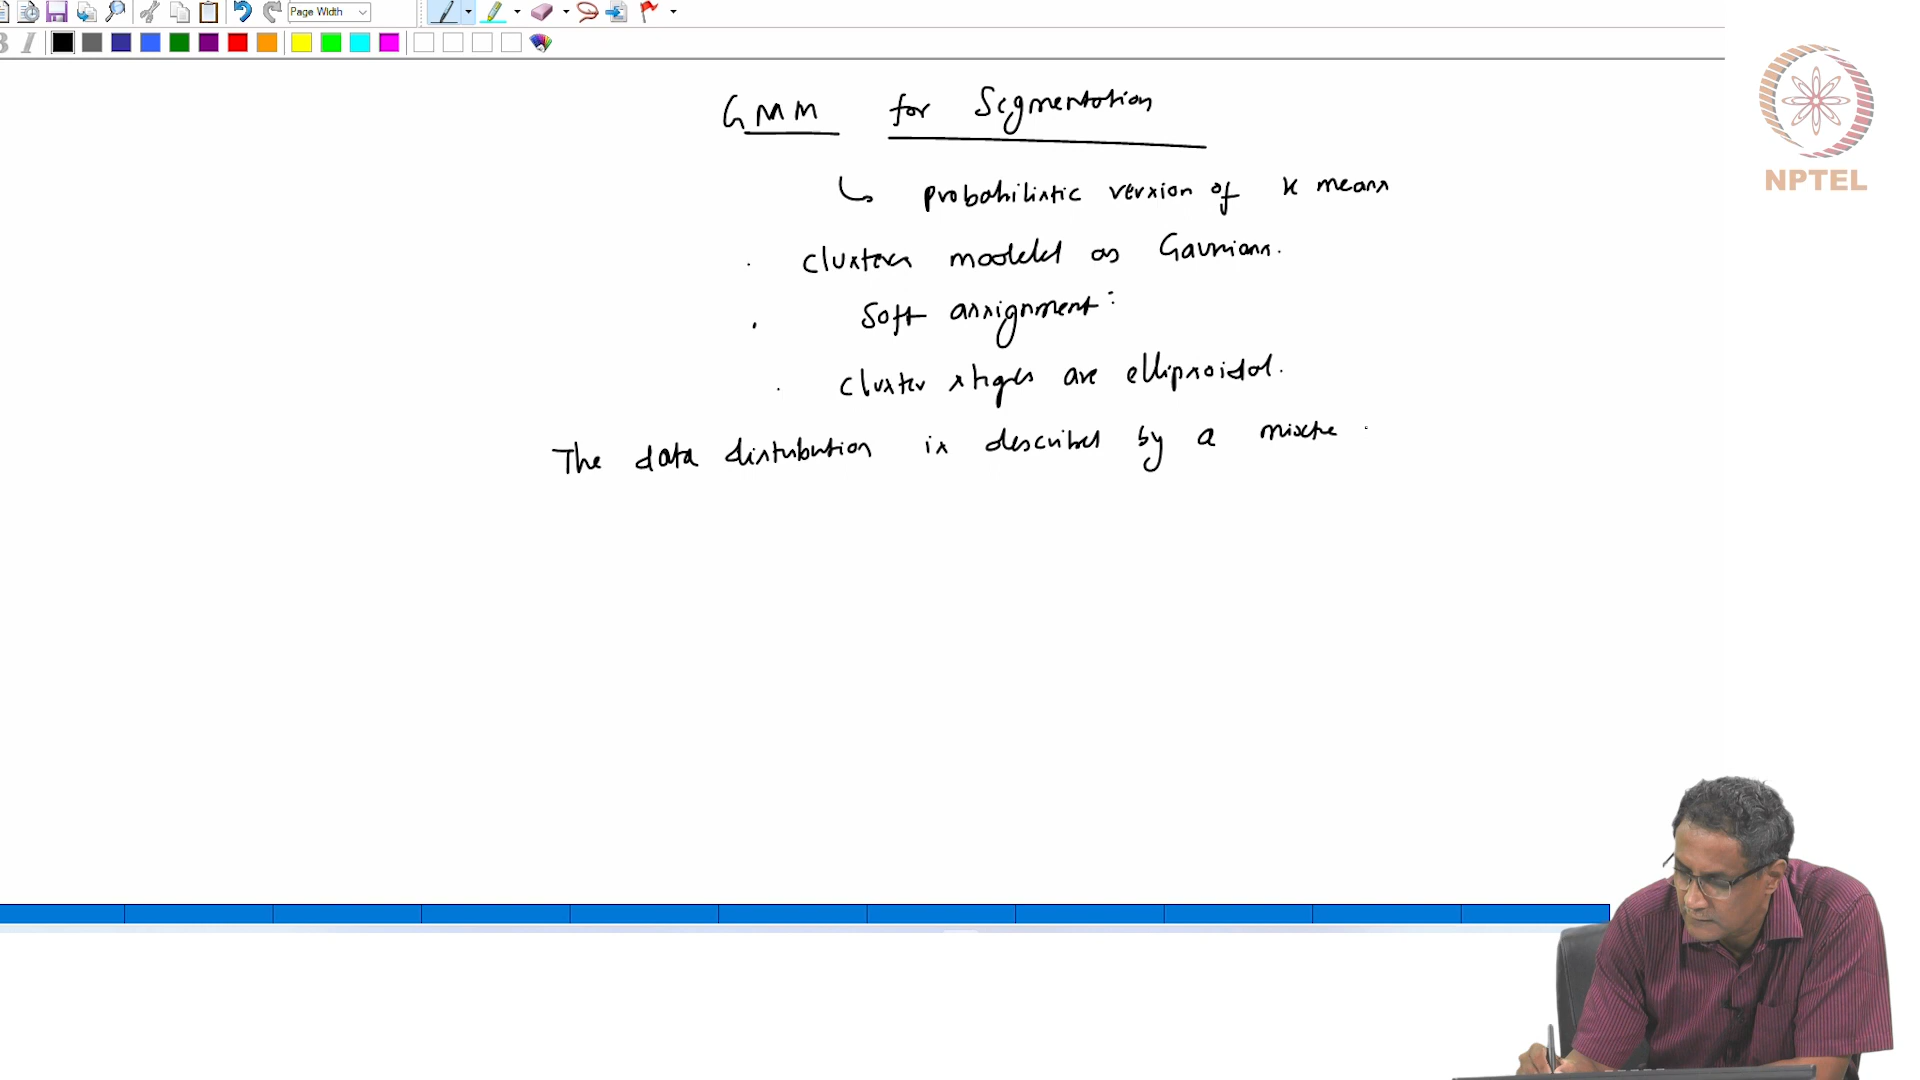 Page Width
B I
NPTEL
GMM for Segmentation
probabilistic version of K means
. Clusters modeled as Gaussians.
. Soft assignment:
. Cluster shapes are ellipsoidal.
The data distribution is described by a mixture